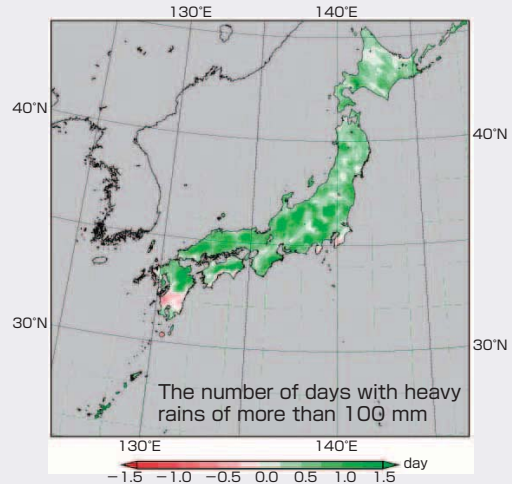 130°E 140°E
40°N 40°N
30°N 30°N
The number of days with heavy
rains of more than 100 mm
130°E 140°E
day
−1.5 −1.0 −0.5 0.0 0.5 1.0 1.5